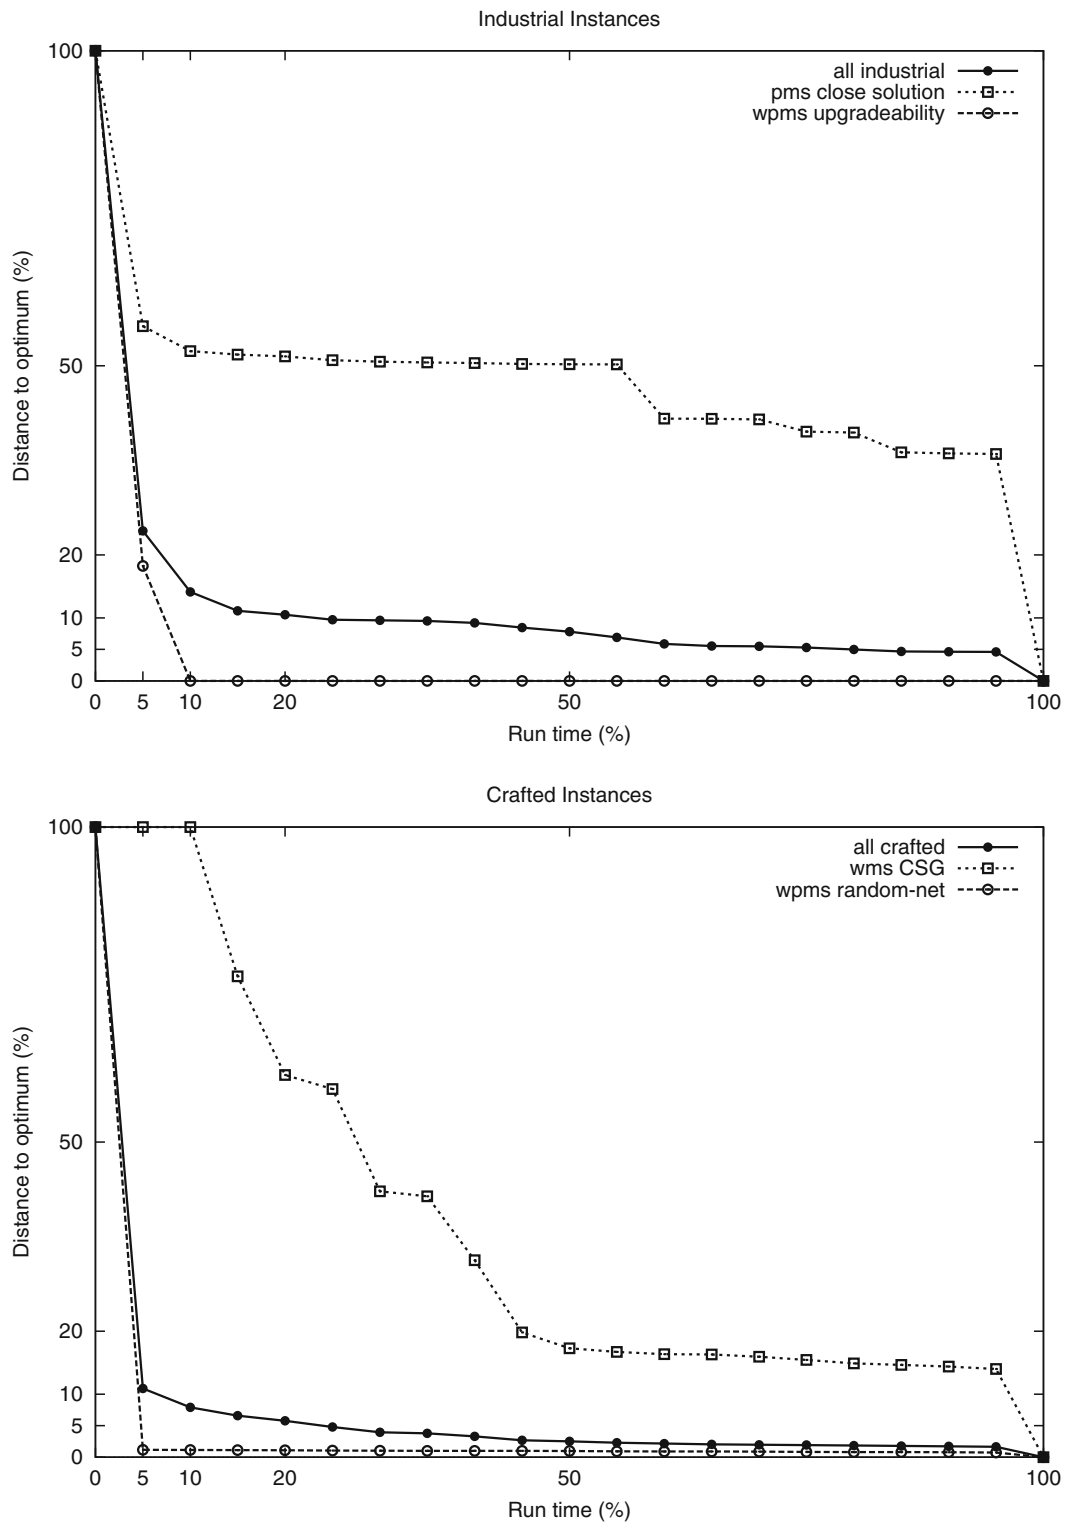 Industrial Instances
100
all industrial
pms close solution
wpms upgradeability
Distance to optimum (%)
50
20
10
5
0
0 5 10 20 50 100
Run time (%)
Crafted Instances
100
all crafted
wms CSG
wpms random-net
Distance to optimum (%)
50
20
10
5
0
0 5 10 20 50 100
Run time (%)